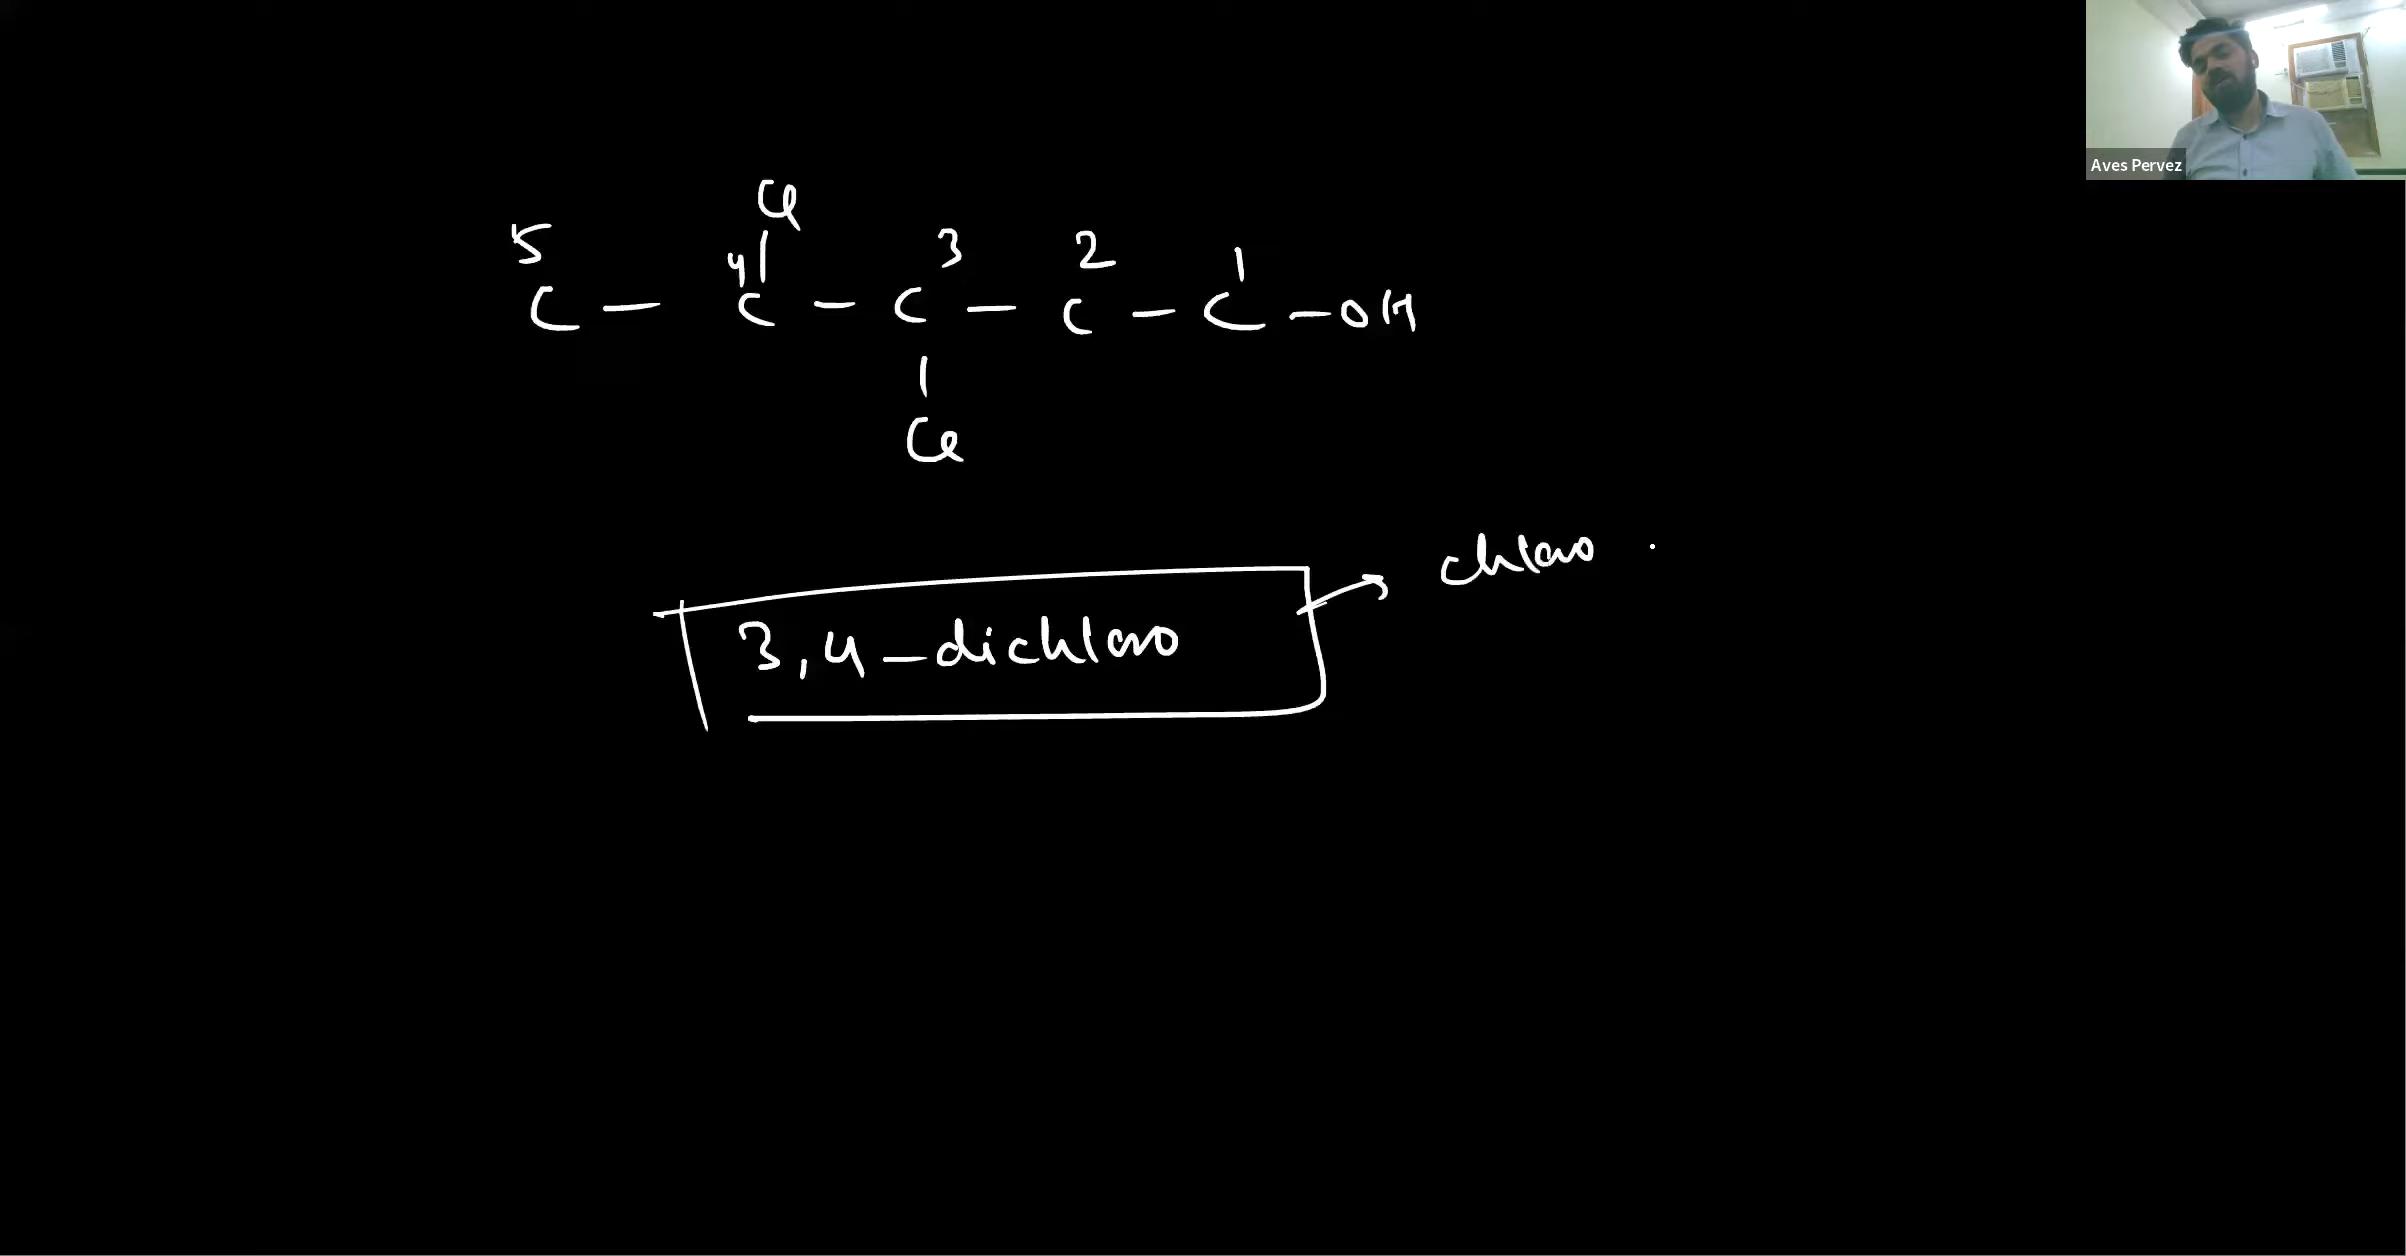 Aves Pervez
Cl
5 4 3 2 1
C — C — C — C — C — OH
Cl
chloro .
3,4 – dichloro